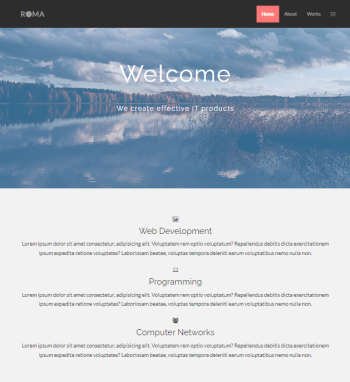 ROMA
Home About Works
Welcome
We create effective IT products
Web Development
Lorem ipsum dolor sit amet consectetur, adipisicing elit. Voluptatem rem optio voluptatum? Repellendus debitis dicta exercitationem
ipsum expedita ratione voluptates? Laboriosam beatae, voluptas tempora deleniti earum voluptatibus nemo nulla non.
Programming
Lorem ipsum dolor sit amet consectetur, adipisicing elit. Voluptatem rem optio voluptatum? Repellendus debitis dicta exercitationem
ipsum expedita ratione voluptates? Laboriosam beatae, voluptas tempora deleniti earum voluptatibus nemo nulla non.
Computer Networks
Lorem ipsum dolor sit amet consectetur, adipisicing elit. Voluptatem rem optio voluptatum? Repellendus debitis dicta exercitationem
ipsum expedita ratione voluptates? Laboriosam beatae, voluptas tempora deleniti earum voluptatibus nemo nulla non.